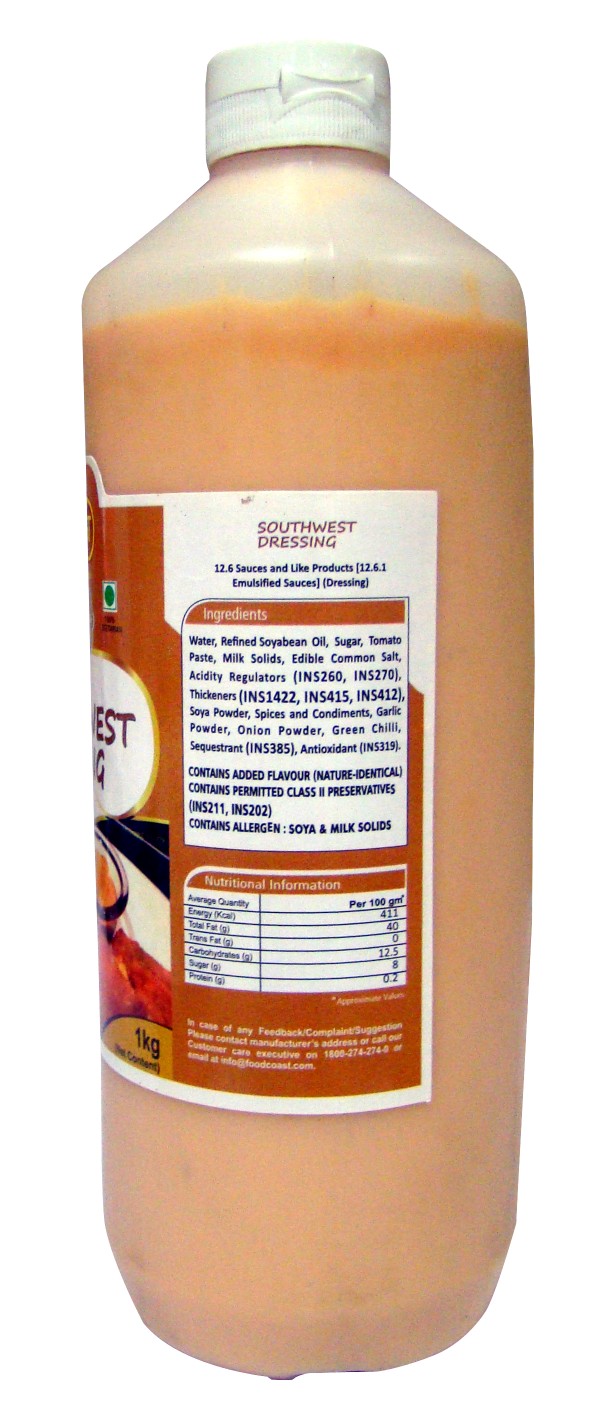 SOUTHWEST
DRESSING
12.6 Sauces and Like Products [12.6.1
Emulsified Sauces] (Dressing)
Ingredients
Water, Refined Soyabean Oil, Sugar, Tomato
Paste, Milk Solids, Edible Common Salt,
Acidity Regulators (INS260, INS270),
Thickeners (INS1422, INS415, INS412),
Soya Powder, Spices and Condiments, Garlic
Powder, Onion Powder, Green Chilli,
Sequestrant (INS385), Antioxidant (INS319).
CONTAINS ADDED FLAVOUR (NATURE-IDENTICAL)
CONTAINS PERMITTED CLASS II PRESERVATIVES
(INS211, INS202)
CONTAINS ALLERGEN : SOYA & MILK SOLIDS
Nutritional Information
Average Quantity Per 100 gm*
Energy (Kcal) 411
Total Fat (g) 40
Trans Fat (g) 0
Carbohydrates (g) 12.5
Sugar (g) 8
Protein (g) 0.2
*Approximate Values
In case of any Feedback/Complaint/Suggestion
Please contact manufacturer's address or call our
Customer care executive on 1800-274-274-0 or
email at info@foodcoast.com.
WEST
G
1kg
(Net Content)